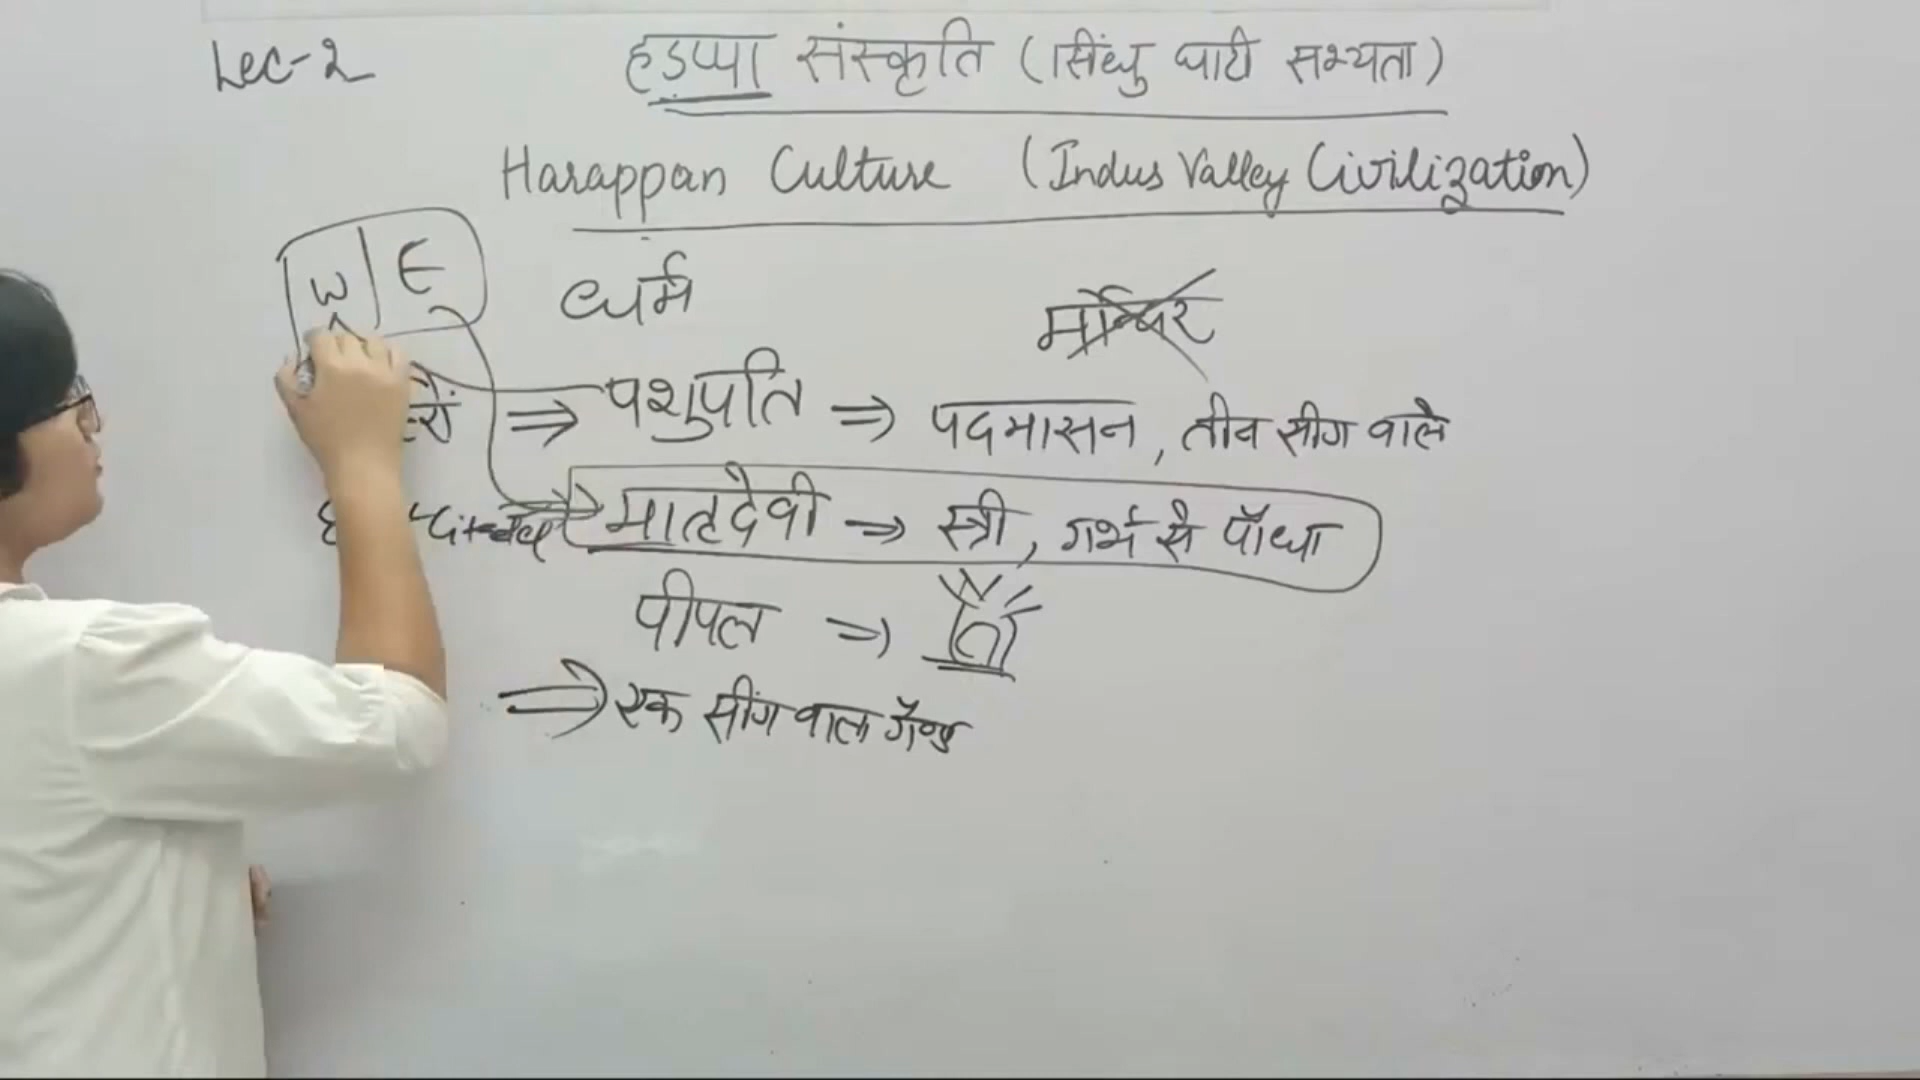 Lec-2 हड़प्पा संस्कृति (सिंधु घाटी सभ्यता)
Harappan Culture (Indus Valley Civilization)
W E
धर्म मन्दिर
पशुपति ⇒ पदमासन, तीन सींग वाले
मातृदेवी → स्त्री, गर्भ से पौधा
पीपल ⇒
⇒ एक सींग वाला